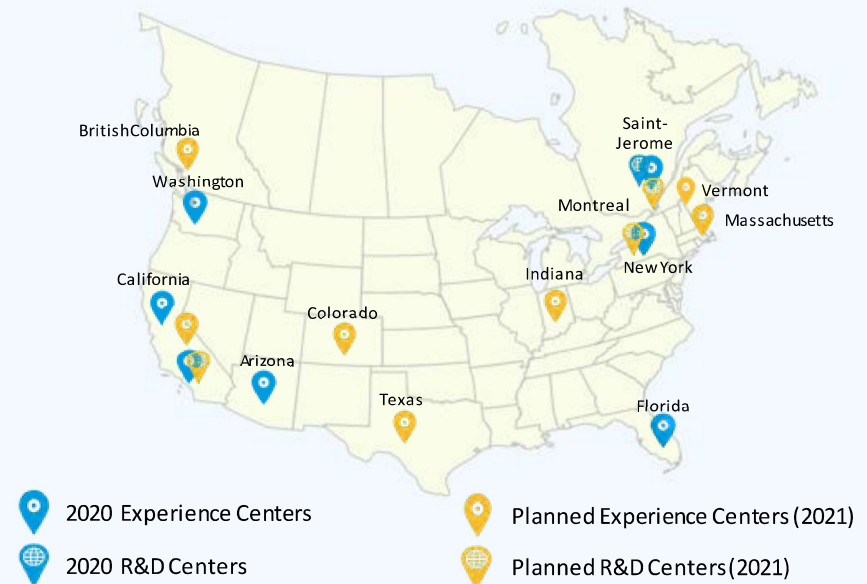 Saint-
Jerome
BritishColumbia
Washington
Vermont
Montreal
Massachusetts
New York
Indiana
California
Colorado
Arizona
Texas
Florida
2020 Experience Centers
Planned Experience Centers (2021)
2020 R&D Centers
Planned R&D Centers (2021)